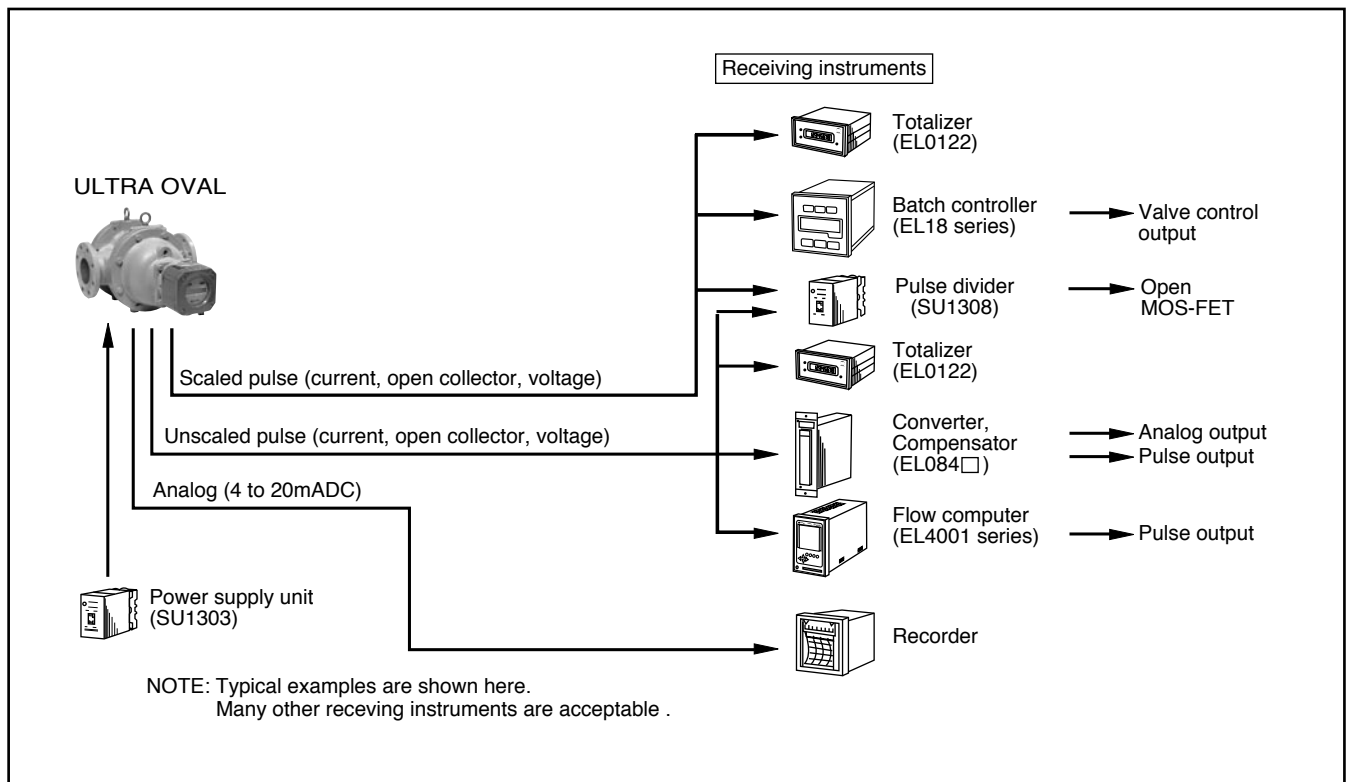 Receiving instruments
Totalizer
(EL0122)
ULTRA OVAL
Batch controller
(EL18 series)
Valve control
output
Pulse divider
(SU1308)
Open
MOS-FET
Totalizer
(EL0122)
Scaled pulse (current, open collector, voltage)
Unscaled pulse (current, open collector, voltage)
Converter,
Compensator
(EL084□ )
Analog output
Pulse output
Analog (4 to 20mADC)
Flow computer
(EL4001 series)
Pulse output
Power supply unit
(SU1303)
Recorder
NOTE: Typical examples are shown here.
Many other receving instruments are acceptable .